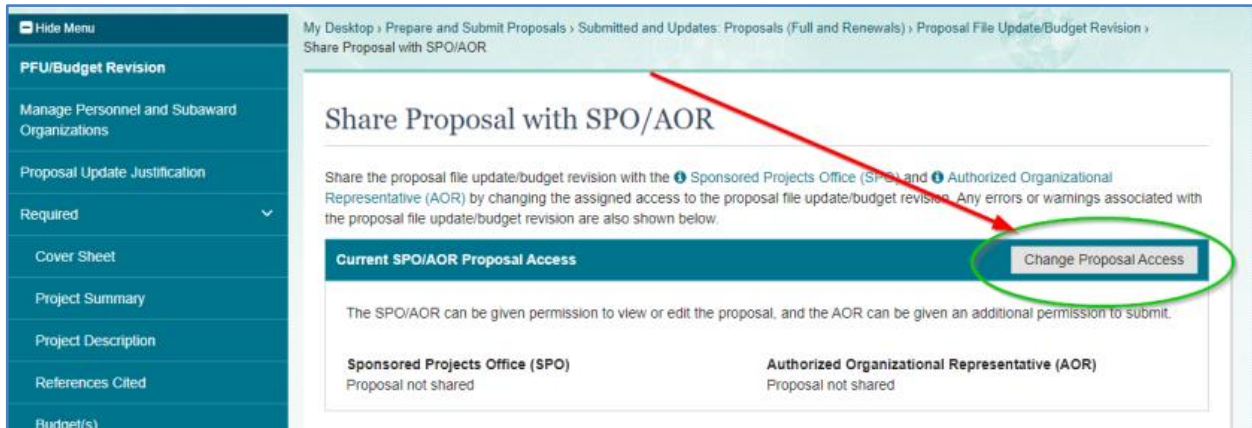 Hide Menu
PFU/Budget Revision
Manage Personnel and Subaward
Organizations
Proposal Update Justification
Required
Cover Sheet
Project Summary
Project Description
References Cited
Budget(s)
My Desktop › Prepare and Submit Proposals › Submitted and Updates: Proposals (Full and Renewals) › Proposal File Update/Budget Revision ›
Share Proposal with SPO/AOR
Share Proposal with SPO/AOR
Share the proposal file update/budget revision with the Sponsored Projects Office (SPO) and Authorized Organizational
Representative (AOR) by changing the assigned access to the proposal file update/budget revision. Any errors or warnings associated with
the proposal file update/budget revision are also shown below.
Current SPO/AOR Proposal Access
Change Proposal Access
The SPO/AOR can be given permission to view or edit the proposal, and the AOR can be given an additional permission to submit.
Sponsored Projects Office (SPO)
Proposal not shared
Authorized Organizational Representative (AOR)
Proposal not shared